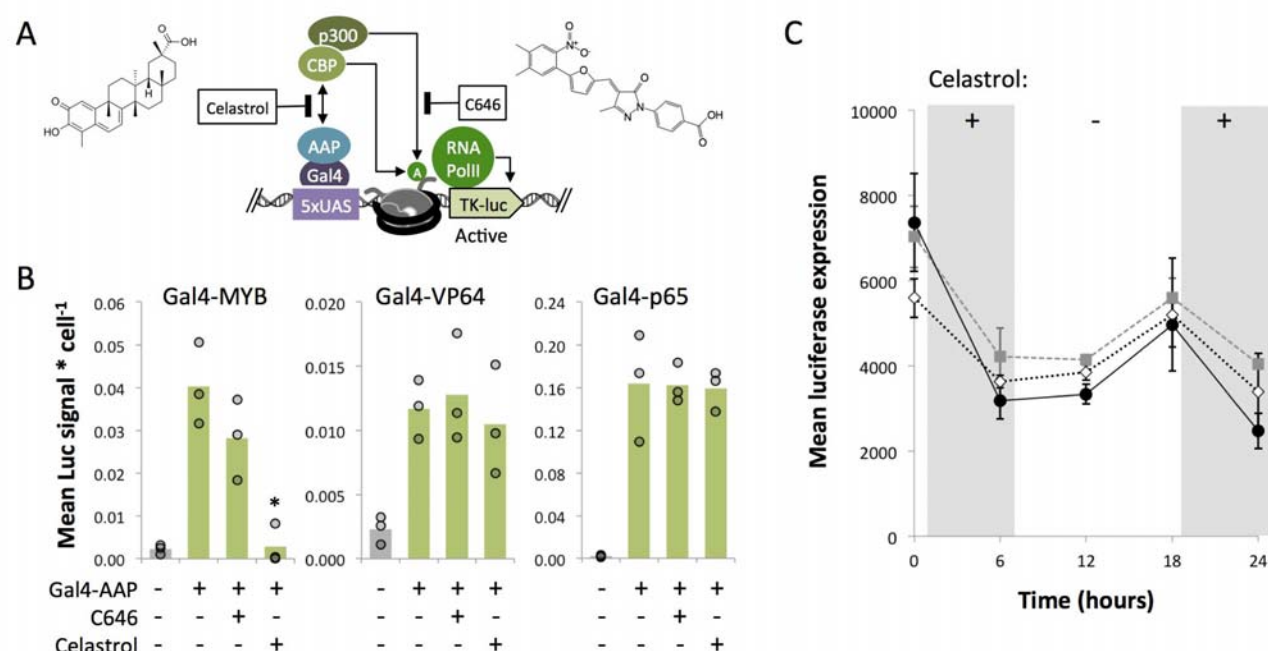 A
p300
CBP
Celastrol
C646
AAP
Gal4
A
RNA
PolII
5xUAS
TK-luc
Active
O
OH
O
HO
H
O
N+
O-
O
O
N
N
O
OH
B
Gal4-MYB
Gal4-VP64
Gal4-p65
Mean Luc signal * cell-1
0.06
0.05
0.04
0.03
0.02
0.01
0.00
*
0.020
0.015
0.010
0.005
0.000
0.24
0.20
0.16
0.12
0.08
0.04
0.00
Gal4-AAP - + + + - + + + - + + +
C646 - - + - - - + - - - + -
Celastrol - - - + - - - + - - - +
C
Celastrol:
+ - +
Mean luciferase expression
10000
8000
6000
4000
2000
0
0 6 12 18 24
Time (hours)